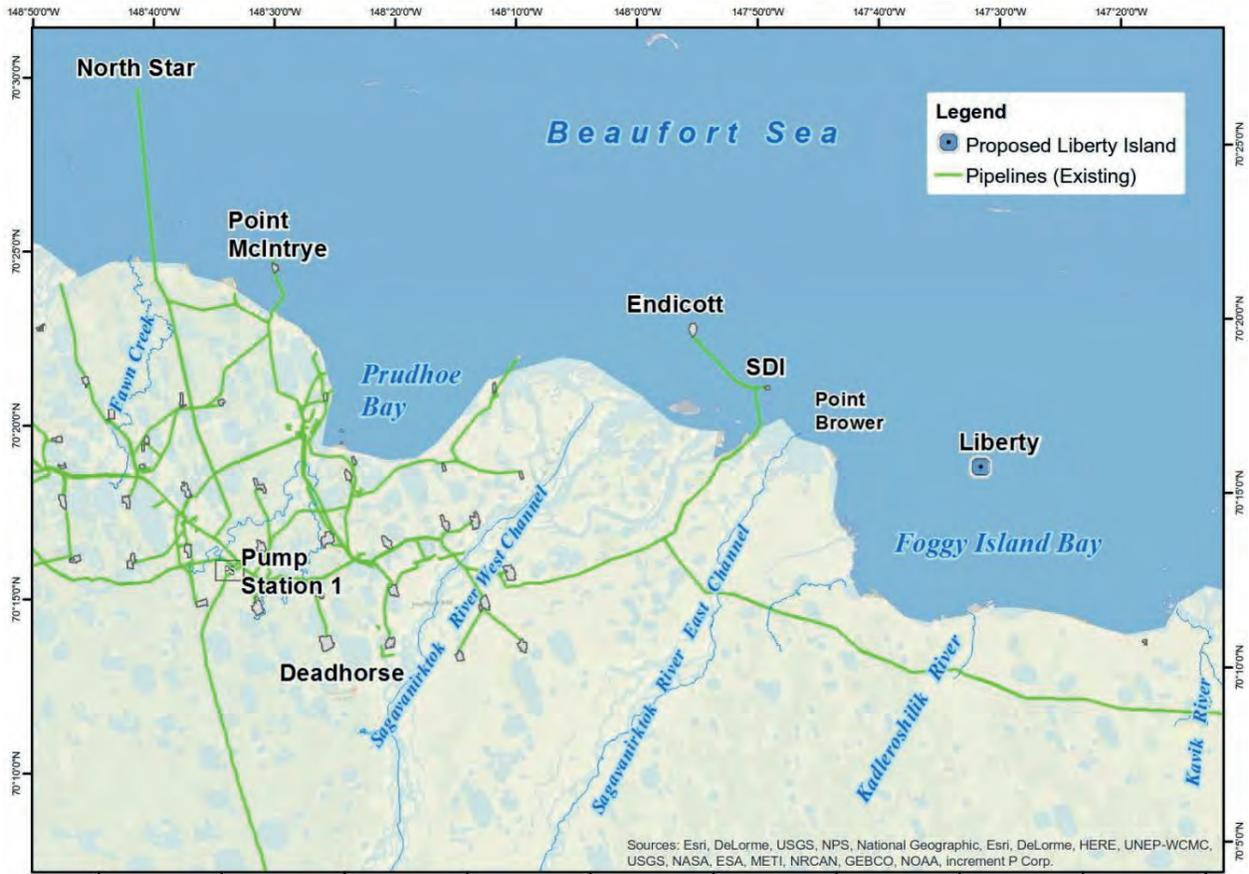 148°50'0"W 148°40'0"W 148°30'0"W 148°20'0"W 148°10'0"W 148°0'0"W 147°50'0"W 147°40'0"W 147°30'0"W 147°20'0"W
70°30'0"N
70°25'0"N
70°20'0"N
70°15'0"N
70°10'0"N
North Star
Beaufort Sea
Legend
Proposed Liberty Island
Pipelines (Existing)
Point
McIntrye
Endicott
SDI
Fawn Creek
Prudhoe
Bay
Point
Brower
Liberty
Foggy Island Bay
Pump
Station 1
PS
Deadhorse
Sagavanirktok River West Channel
Sagavanirktok River East Channel
Kadleroshilik River
Kavik River
70°25'0"N
70°20'0"N
70°15'0"N
70°10'0"N
70°5'0"N
Sources: Esri, DeLorme, USGS, NPS, National Geographic, Esri, DeLorme, HERE, UNEP-WCMC,
USGS, NASA, ESA, METI, NRCAN, GEBCO, NOAA, increment P Corp.